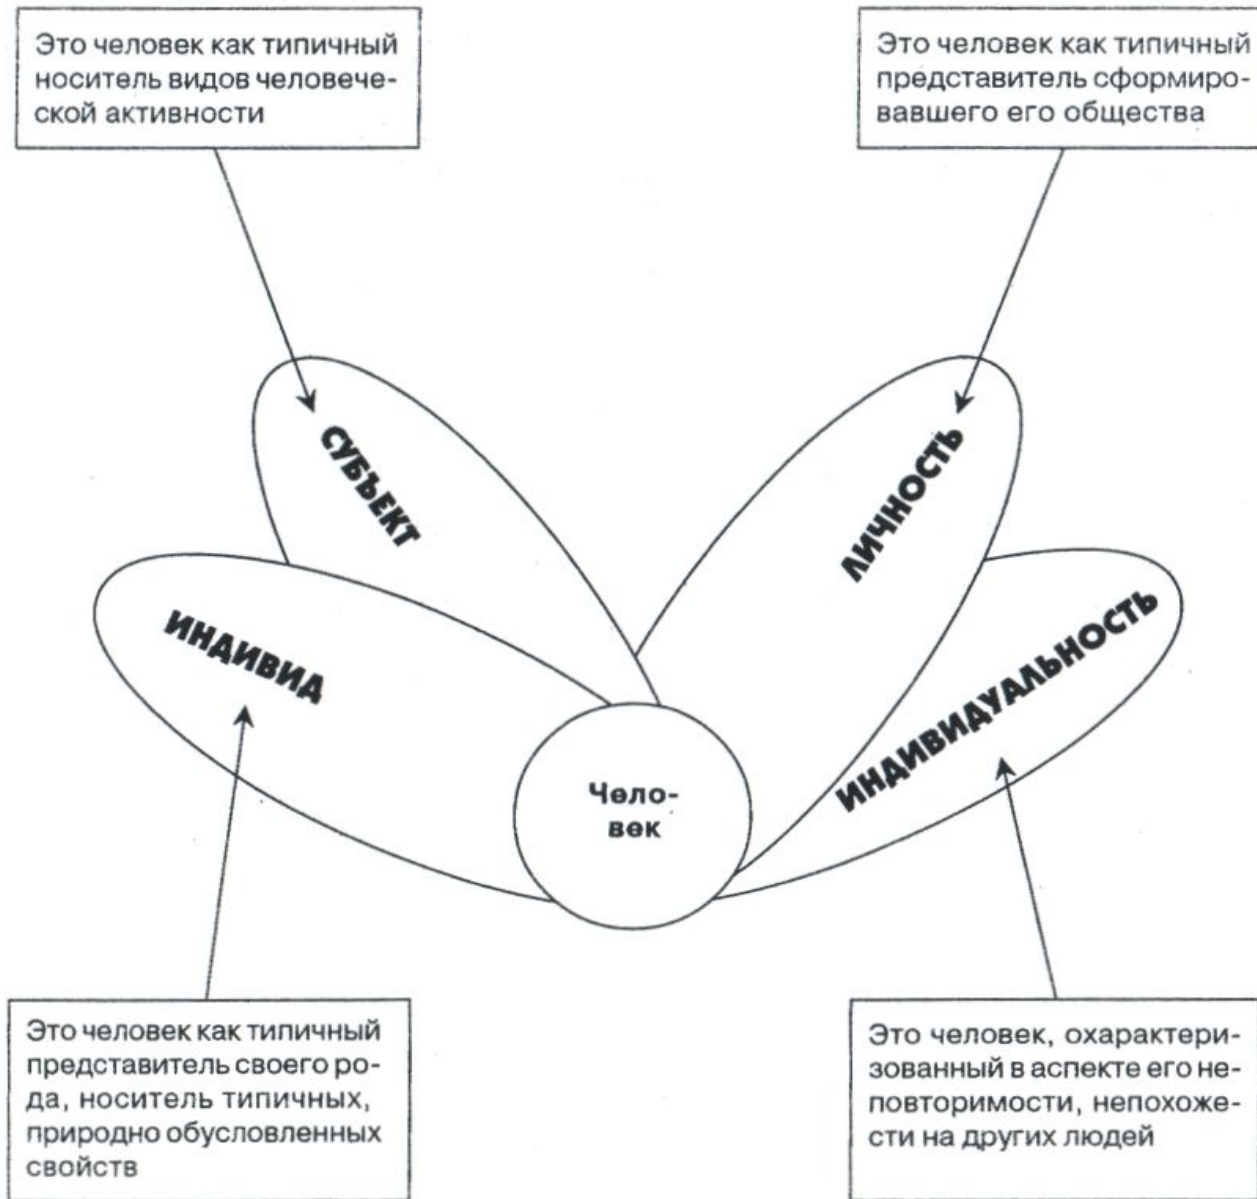 Это человек как типичный
носитель видов человече-
ской активности
Это человек как типичный
представитель сформиро-
вавшего его общества
СУБЪЕКТ
ЛИЧНОСТЬ
ИНДИВИД
ИНДИВИДУАЛЬНОСТЬ
Чело-
век
Это человек как типичный
представитель своего ро-
да, носитель типичных,
природно обусловленных
свойств
Это человек, охарактери-
зованный в аспекте его не-
повторимости, непохоже-
сти на других людей